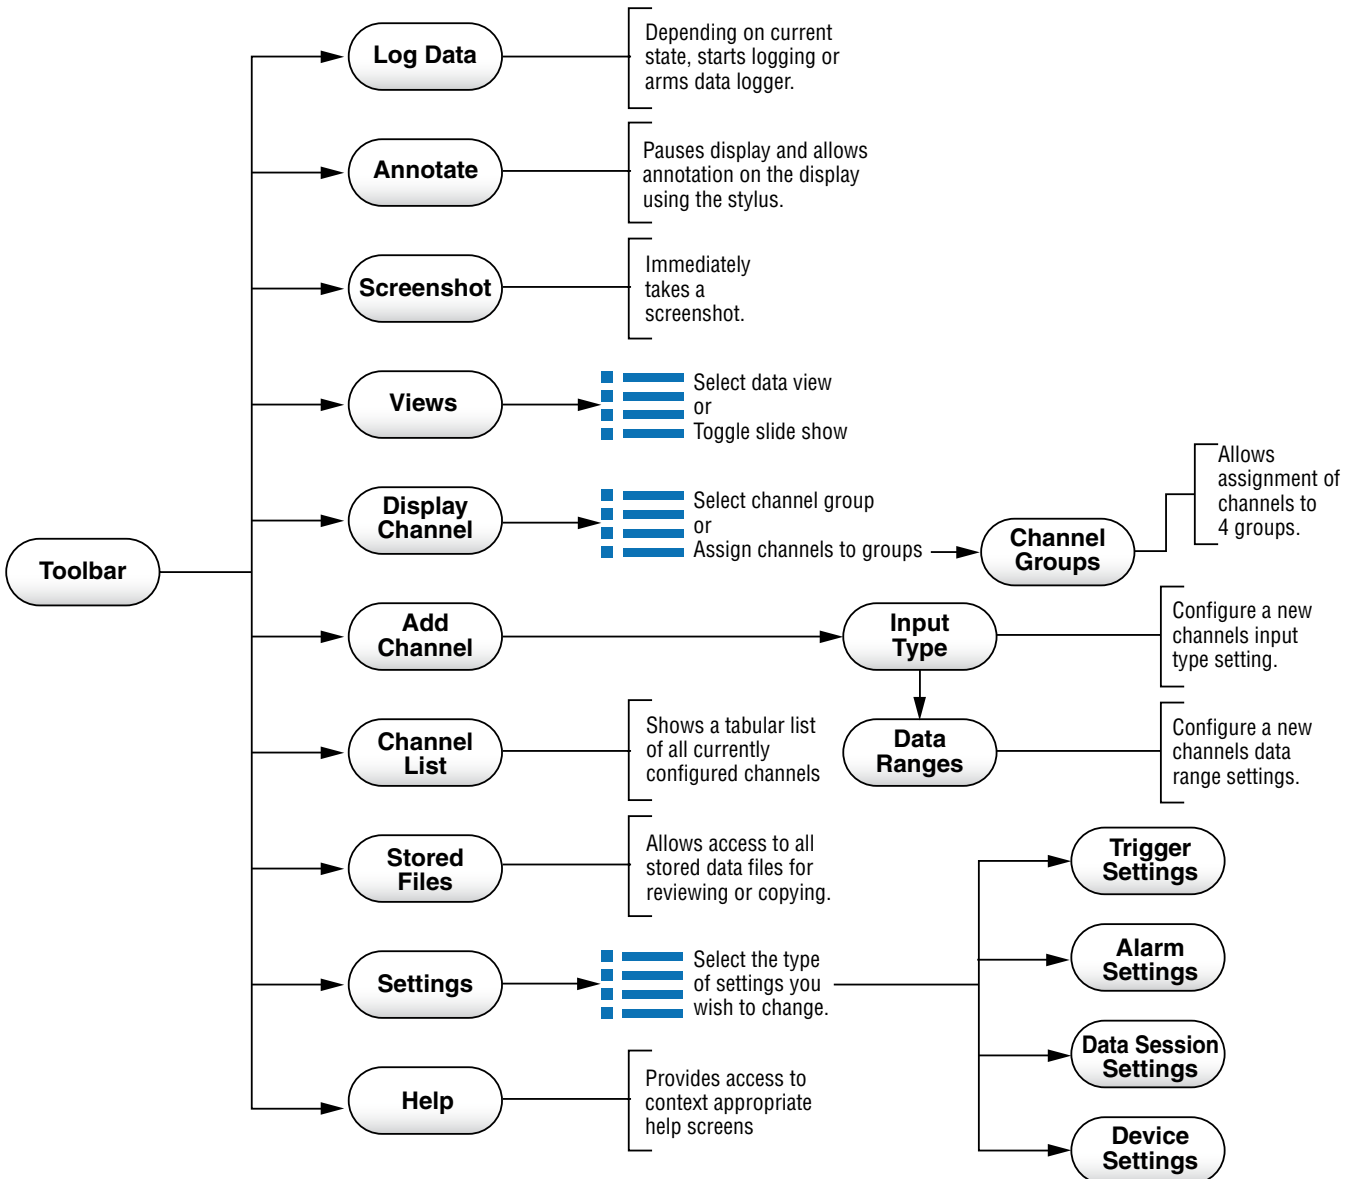 Toolbar
Log Data
Depending on current
state, starts logging or
arms data logger.
Annotate
Pauses display and allows
annotation on the display
using the stylus.
Screenshot
Immediately
takes a
screenshot.
Views
Select data view
or
Toggle slide show
Display
Channel
Select channel group
or
Assign channels to groups
Channel
Groups
Allows
assignment of
channels to
4 groups.
Add
Channel
Input
Type
Configure a new
channels input
type setting.
Data
Ranges
Configure a new
channels data
range settings.
Channel
List
Shows a tabular list
of all currently
configured channels
Stored
Files
Allows access to all
stored data files for
reviewing or copying.
Settings
Select the type
of settings you
wish to change.
Trigger
Settings
Alarm
Settings
Data Session
Settings
Device
Settings
Help
Provides access to
context appropriate
help screens